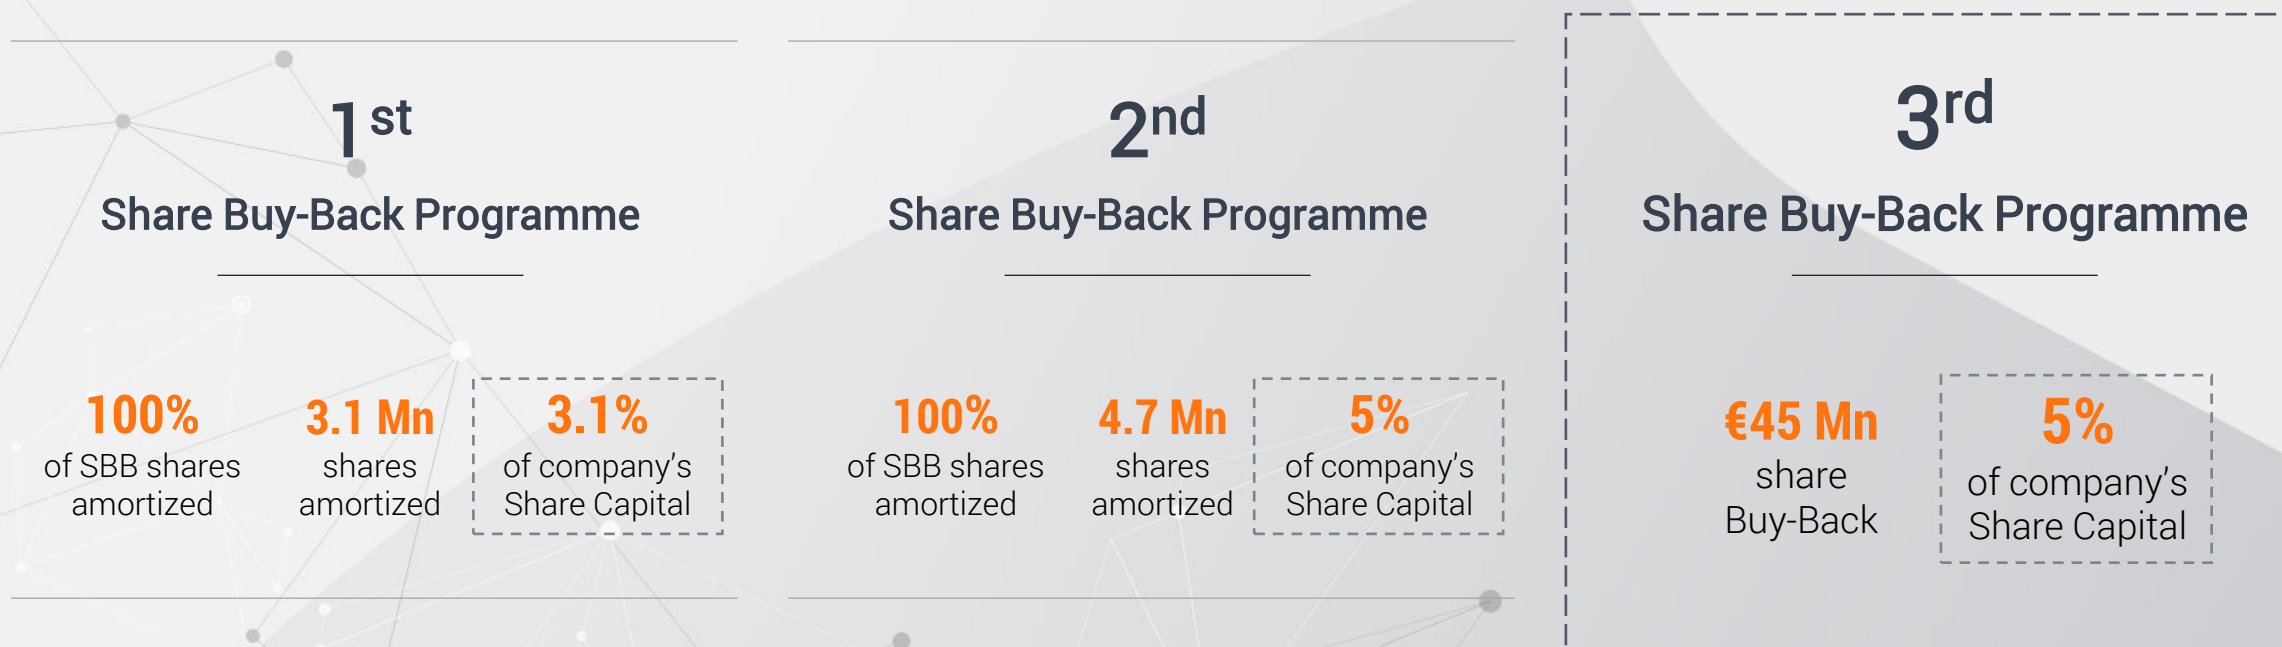 1st
Share Buy-Back Programme
100%
of SBB shares
amortized
3.1 Mn
shares
amortized
3.1%
of company's
Share Capital
2nd
Share Buy-Back Programme
100%
of SBB shares
amortized
4.7 Mn
shares
amortized
5%
of company's
Share Capital
3rd
Share Buy-Back Programme
€45 Mn
share
Buy-Back
5%
of company's
Share Capital